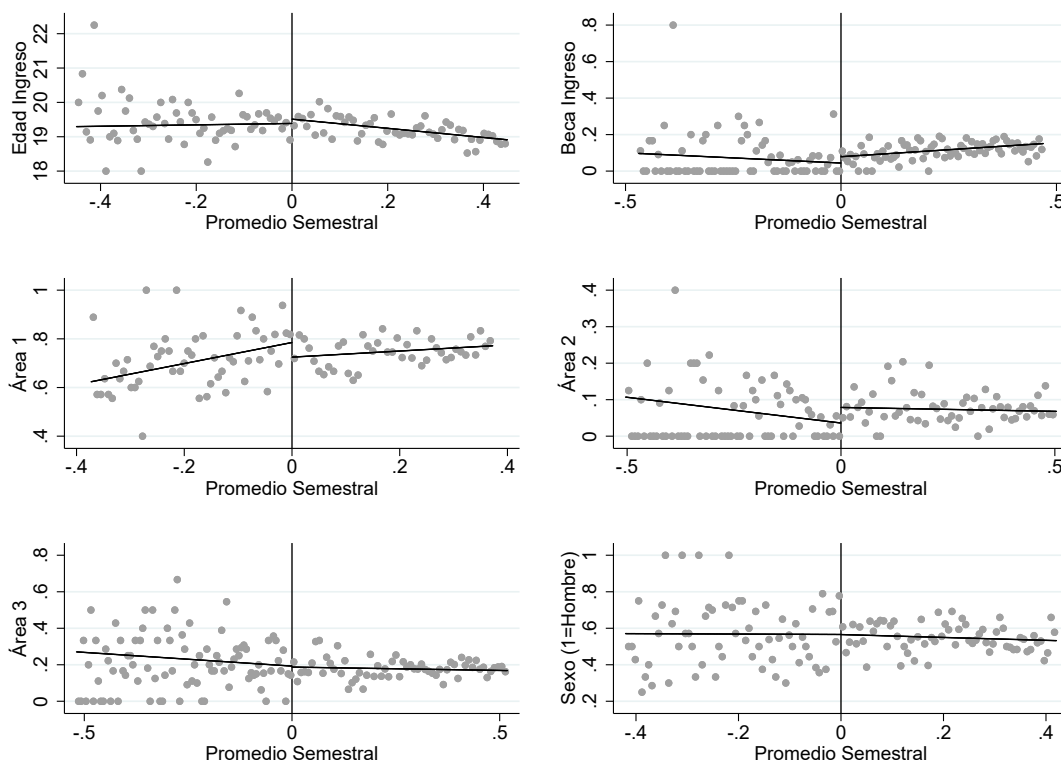 Edad Ingreso
22
21
20
19
18
-.4 -.2 0 .2 .4
Promedio Semestral
Beca Ingreso
.8
.6
.4
.2
0
-.5 0 .5
Promedio Semestral
Área 1
1
.8
.6
.4
-.4 -.2 0 .2 .4
Promedio Semestral
Área 2
.4
.3
.2
.1
0
-.5 0 .5
Promedio Semestral
Área 3
.8
.6
.4
.2
0
-.5 0 .5
Promedio Semestral
Sexo (1=Hombre)
1
.8
.6
.4
.2
-.4 -.2 0 .2 .4
Promedio Semestral